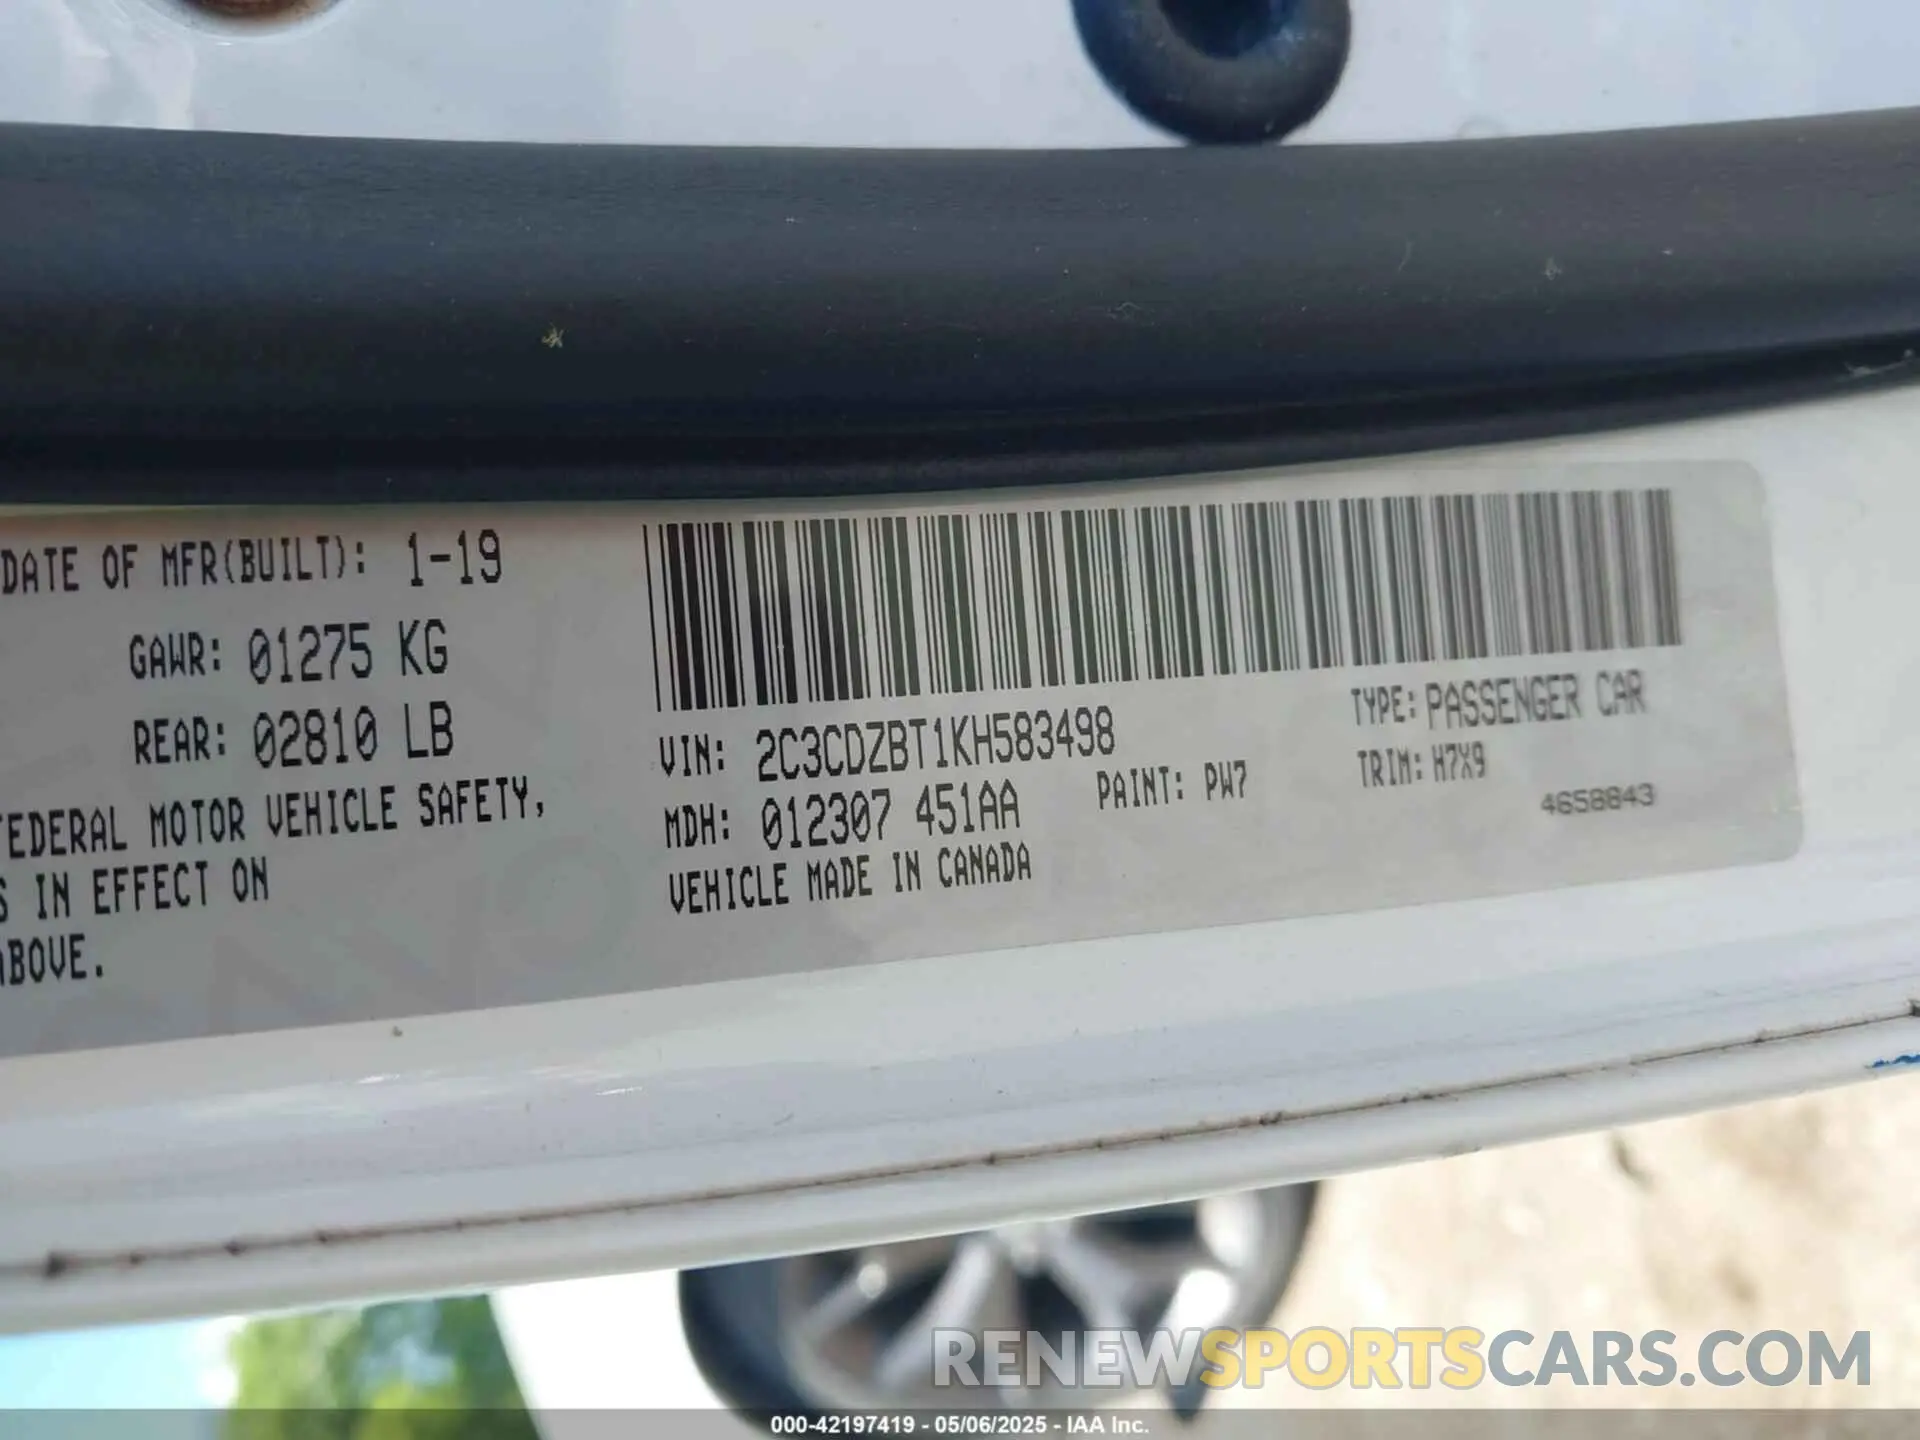 DATE OF MFR(BUILT): 1-19
GAWR: 01275 KG
REAR: 02810 LB
FEDERAL MOTOR VEHICLE SAFETY,
S IN EFFECT ON
ABOVE.
VIN: 2C3CDZBT1KH583498
TYPE: PASSENGER CAR
MDH: 012307 451AA
PAINT: PW7
TRIM: H7X9
VEHICLE MADE IN CANADA
4658843
RENEWSPORTSCARS.COM
000-42197419 - 05/06/2025 - IAA Inc.